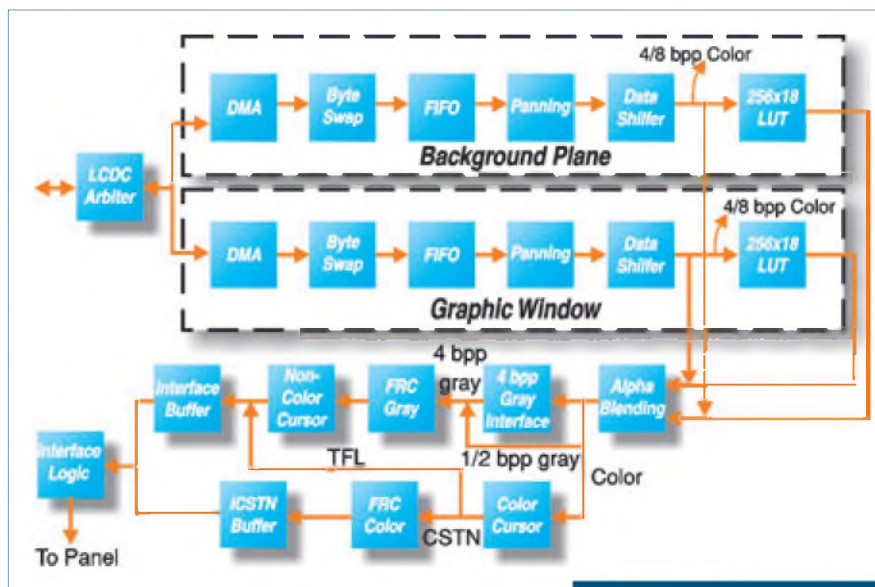 4/8 bpp Color
DMA
Byte
Swap
FIFO
Panning
Data
Shilfer
256x18
LUT
Background Plane
LCDC
Arbiter
4/8 bpp Color
DMA
Byte
Swap
FIFO
Panning
Data
Shilfer
256x18
LUT
Graphic Window
4 bpp
gray
Interface
Buffer
Non-
Color
Cursor
FRC
Gray
4 bpp
Gray
Interface
Alpha
Blending
Interface
Logic
TFL
1/2 bpp gray
Color
ICSTN
Buffer
FRC
Color
CSTN
Color
Cursor
To Panel